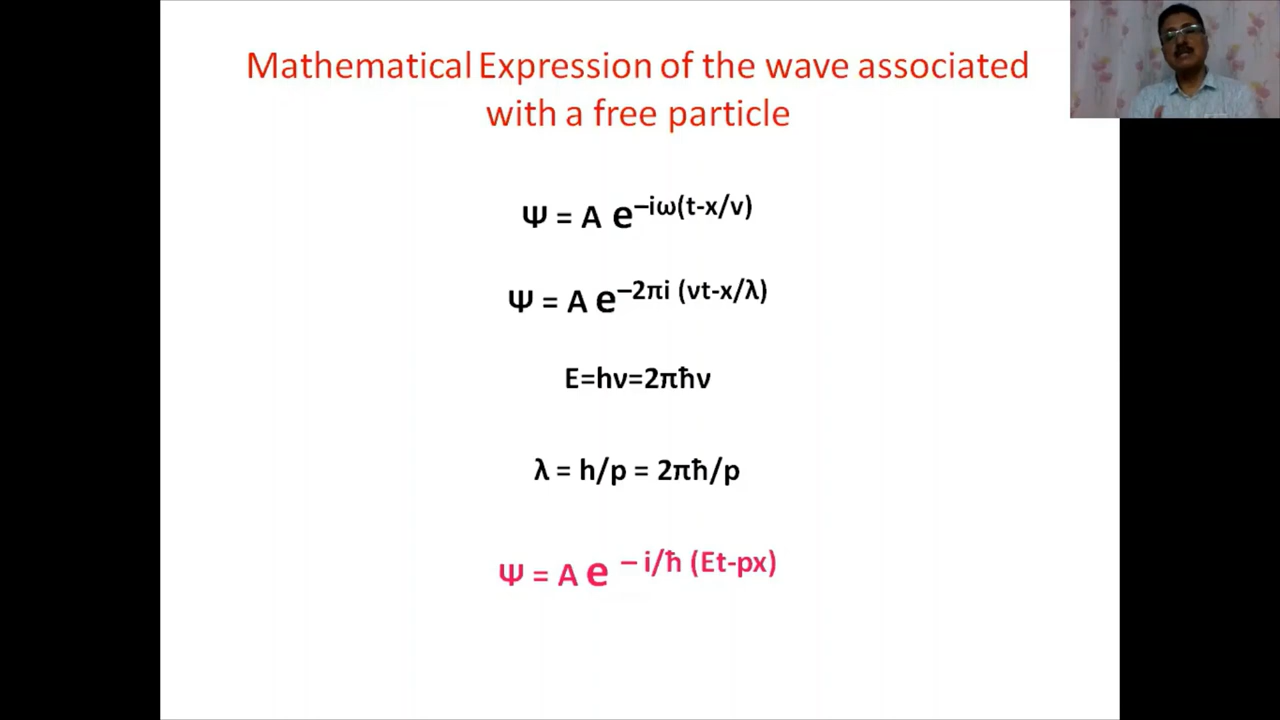 Mathematical Expression of the wave associated
with a free particle
Ψ = A e^–iω(t-x/v)
Ψ = A e^–2πi (νt-x/λ)
E=hν=2πħν
λ = h/p = 2πħ/p
Ψ = A e^– i/ħ (Et-px)